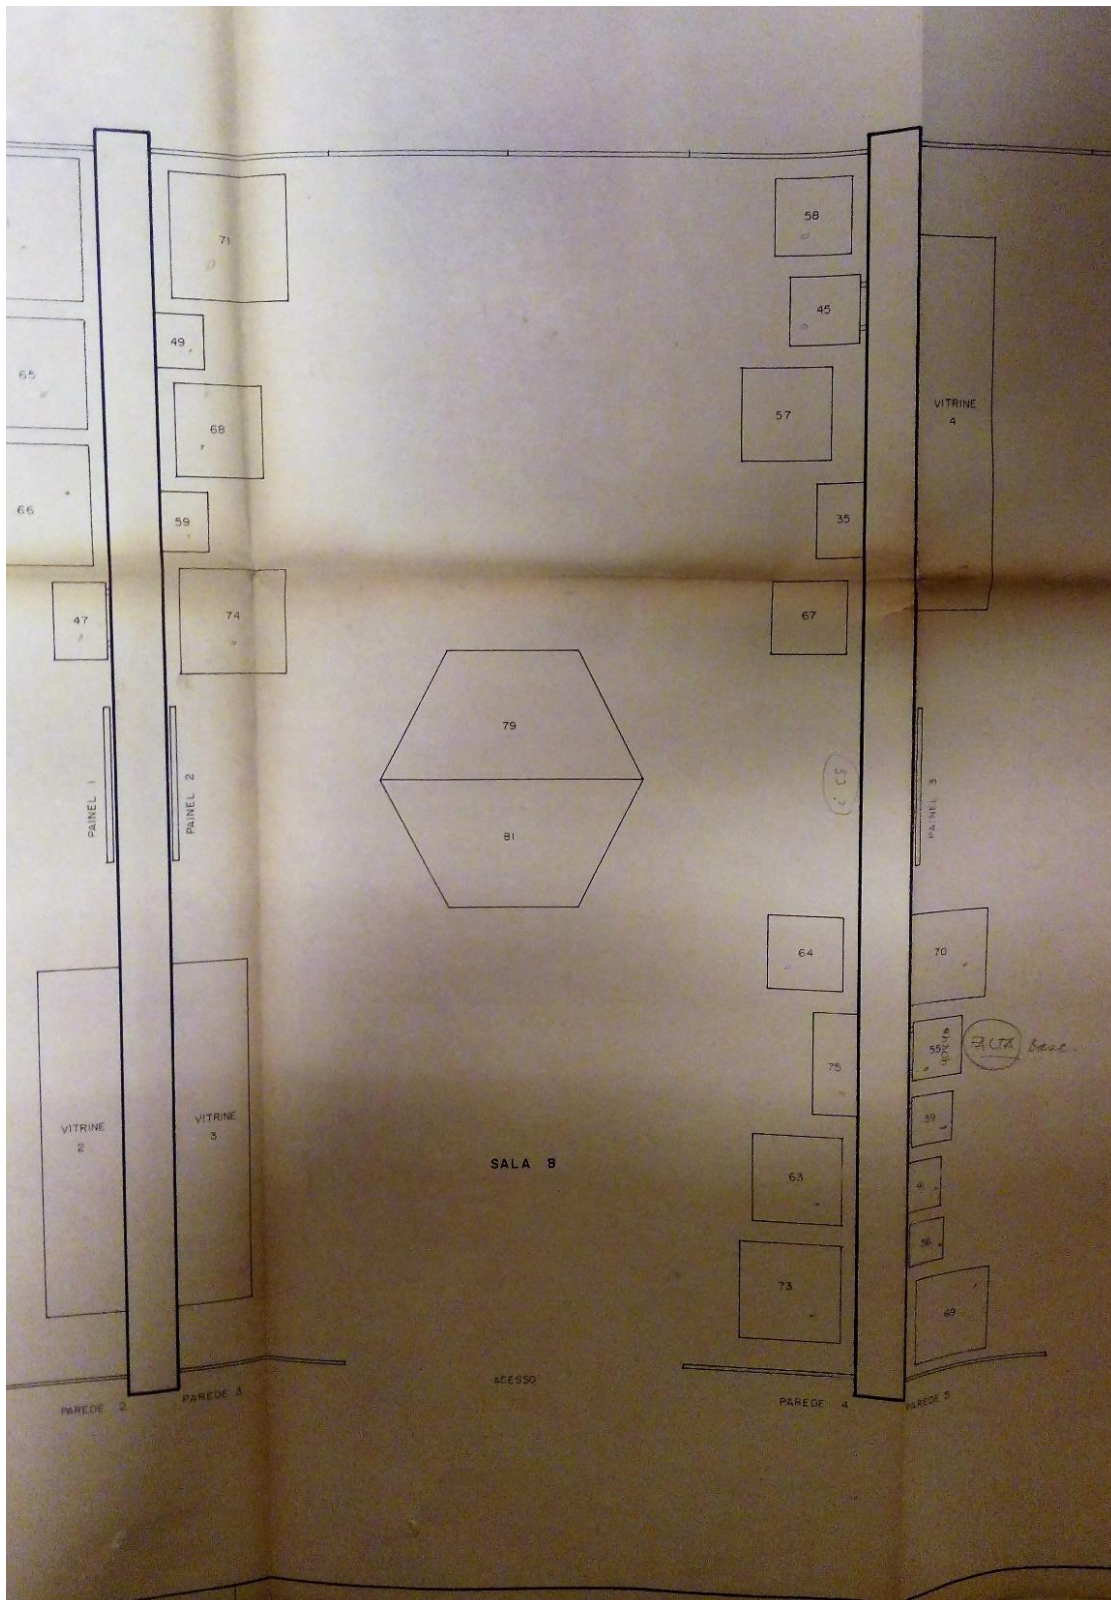 71
58
49
45
65
68
57
VITRINE
4
66
59
35
47
74
67
79
PAINEL 1
PAINEL 2
81
PAINEL 3
64
70
75
55
FALTA Base.
39
VITRINE
2
VITRINE
3
SALA B
63
36
73
69
ACESSO
PAREDE 2
PAREDE 3
PAREDE 4
PAREDE 5